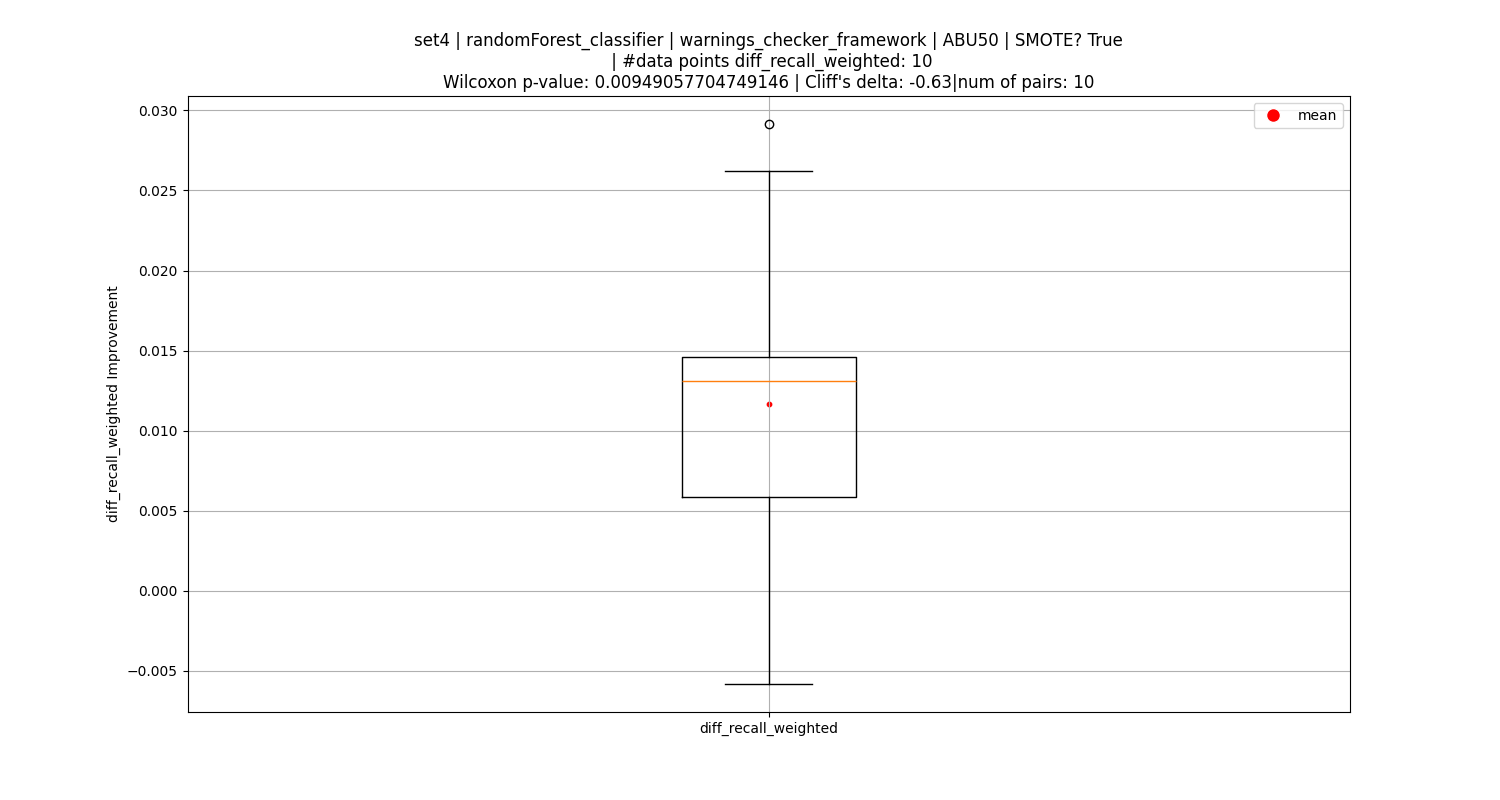 set4 | randomForest_classifier | warnings_checker_framework | ABU50 | SMOTE? True
| #data points diff_recall_weighted: 10
Wilcoxon p-value: 0.00949057704749146 | Cliff's delta: -0.63|num of pairs: 10
mean
0.030
0.025
0.020
0.015
0.010
0.005
0.000
−0.005
diff_recall_weighted Improvement
diff_recall_weighted